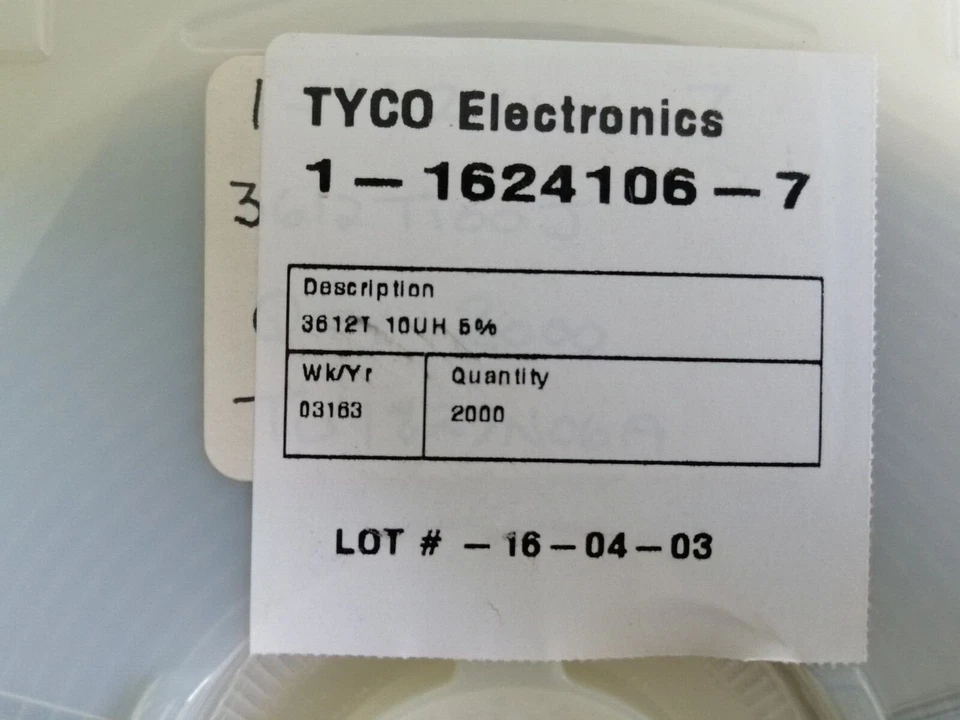 TYCO Electronics
1-1624106-7
Description
3612T 10UH 5%
Wk/Yr
03163
Quantity
2000
LOT # - 16-04-03